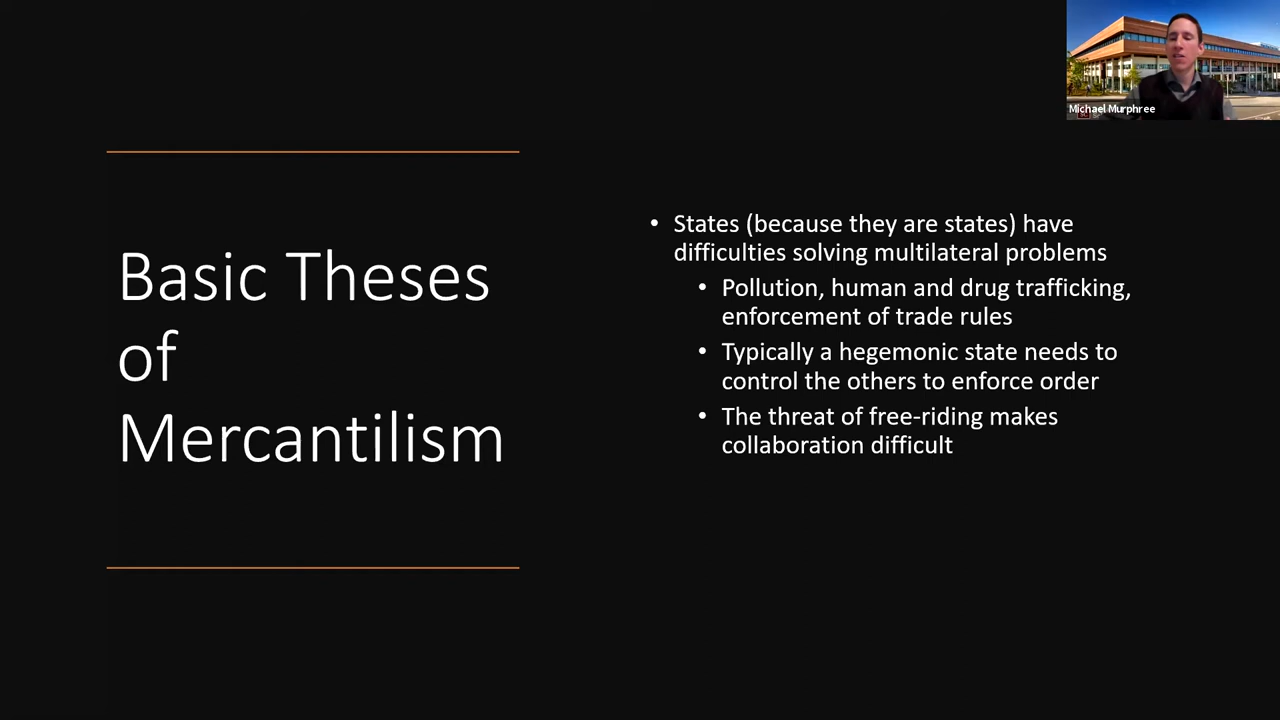 Michael Murphree
Basic Theses
of
Mercantilism
• States (because they are states) have
difficulties solving multilateral problems
• Pollution, human and drug trafficking,
enforcement of trade rules
• Typically a hegemonic state needs to
control the others to enforce order
• The threat of free-riding makes
collaboration difficult